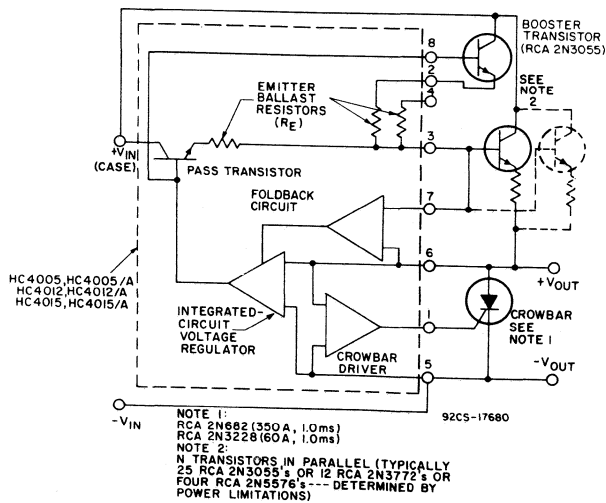 BOOSTER
TRANSISTOR
(RCA 2N3055)
8
2
4
EMITTER
BALLAST
RESISTORS
(RE)
SEE
NOTE
2
3
+VIN
(CASE)
PASS TRANSISTOR
FOLDBACK
CIRCUIT
7
6
HC4005,HC4005/A
HC4012,HC4012/A
HC4015,HC4015/A
+VOUT
INTEGRATED-
CIRCUIT
VOLTAGE
REGULATOR
1
CROWBAR
SEE
NOTE 1
CROWBAR
DRIVER
5
-VOUT
-VIN
92CS-17680
NOTE 1:
RCA 2N682 (350A, 1.0ms)
RCA 2N3228 (60A, 1.0ms)
NOTE 2:
N TRANSISTORS IN PARALLEL (TYPICALLY
25 RCA 2N3055's OR 12 RCA 2N3772's OR
FOUR RCA 2N5576's --- DETERMINED BY
POWER LIMITATIONS)